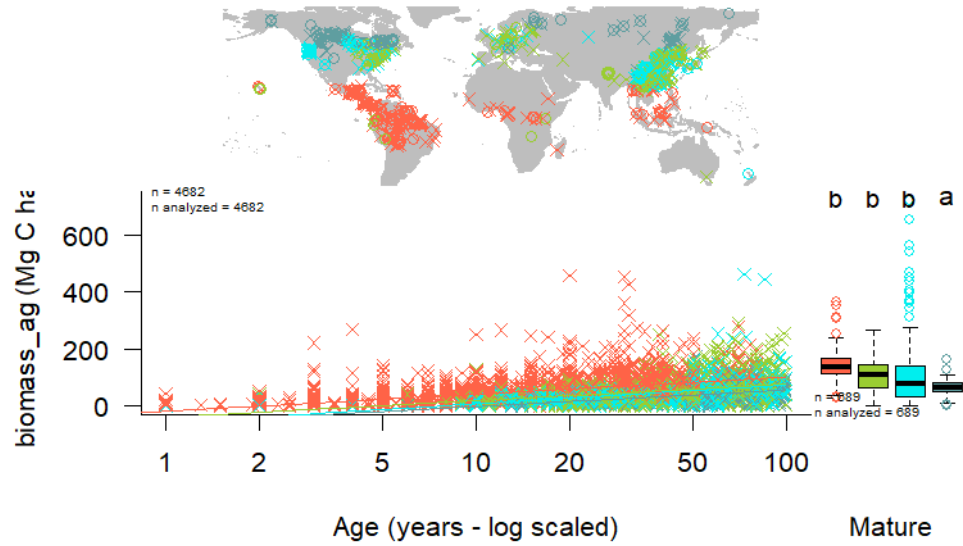 n = 4682
n analyzed = 4682
biomass_ag (Mg C ha
600
400
200
0
b b b a
n = 689
n analyzed = 689
1 2 5 10 20 50 100
Age (years - log scaled)
Mature